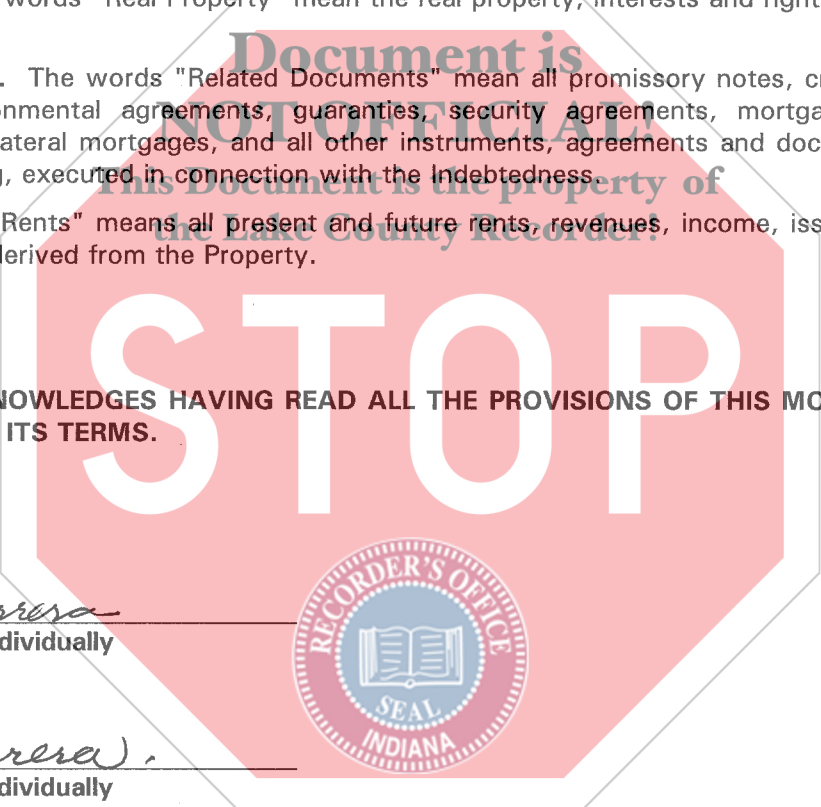 words "Real Property" mean the real property, interests and right
Document is
. The words "Related Documents" mean all promissory notes, cr
onmental agreements, guaranties, security agreements, mortga
NOT OFFICIAL!
lateral mortgages, and all other instruments, agreements and doc
g, executed in connection with the Indebtedness.
This Document is the property of
Rents" means all present and future rents, revenues, income, iss
the Lake County Recorder!
derived from the Property.
STOP
NOWLEDGES HAVING READ ALL THE PROVISIONS OF THIS MO
ITS TERMS.
RECORDER'S OFFICE
SEAL
INDIANA
dividually
dividually